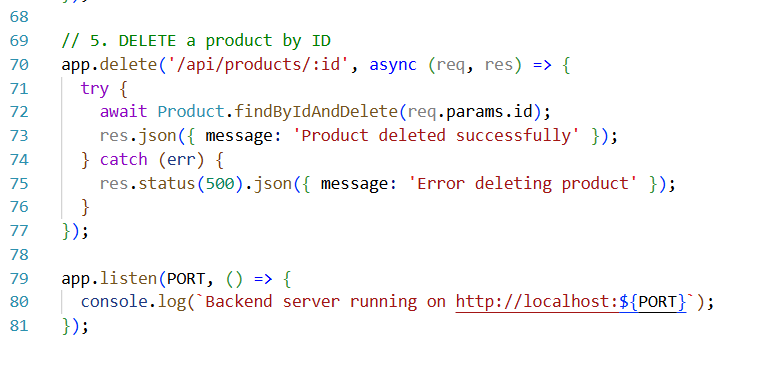 68
69 // 5. DELETE a product by ID
70 app.delete('/api/products/:id', async (req, res) => {
71   try {
72     await Product.findByIdAndDelete(req.params.id);
73     res.json({ message: 'Product deleted successfully' });
74   } catch (err) {
75     res.status(500).json({ message: 'Error deleting product' });
76   }
77 });
78
79 app.listen(PORT, () => {
80   console.log(`Backend server running on http://localhost:${PORT}`);
81 });